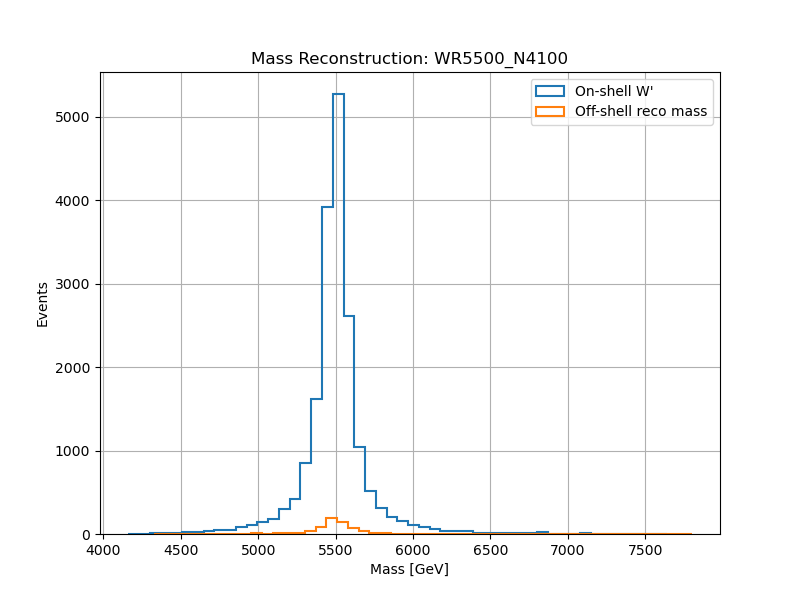 Mass Reconstruction: WR5500_N4100
On-shell W'
Off-shell reco mass
5000
4000
3000
2000
1000
0
Events
4000 4500 5000 5500 6000 6500 7000 7500
Mass [GeV]